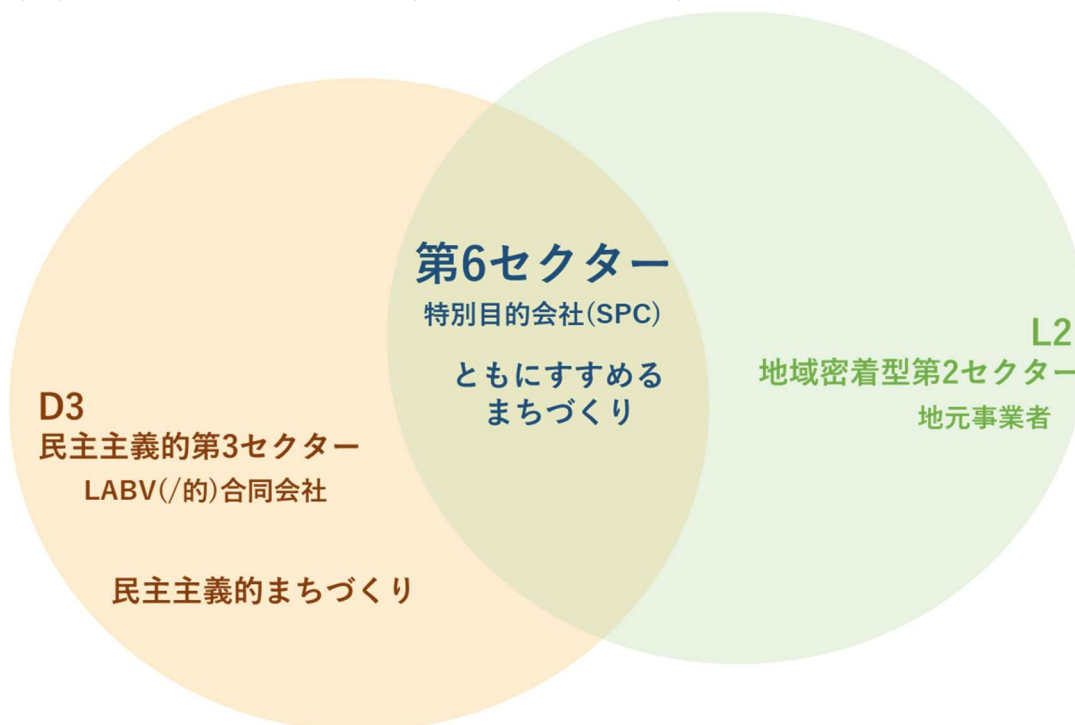 第6セクター
特別目的会社(SPC)
ともにすすめる
まちづくり
L2
地域密着型第2セクター
地元事業者
D3
民主主義的第3セクター
LABV(/的)合同会社
民主主義的まちづくり